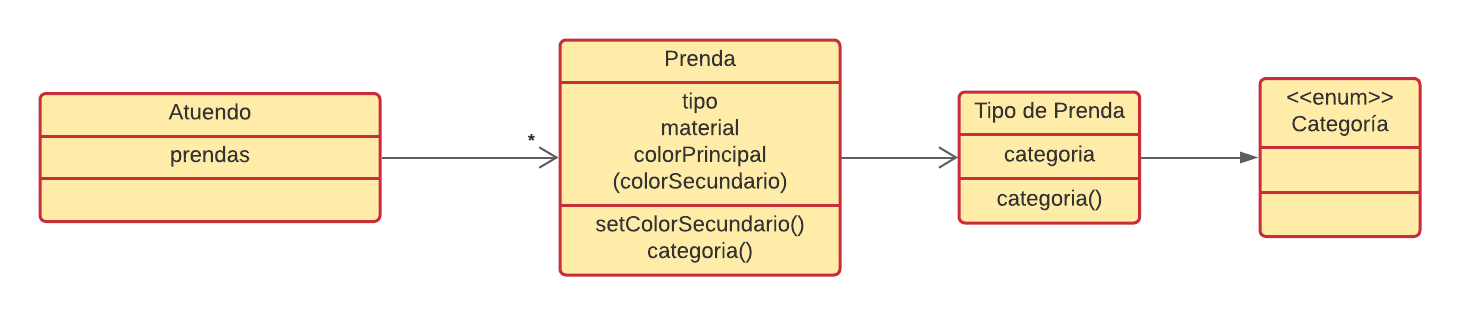 Atuendo
prendas
*
Prenda
tipo
material
colorPrincipal
(colorSecundario)
setColorSecundario()
categoria()
Tipo de Prenda
categoria
categoria()
<<enum>>
Categoría